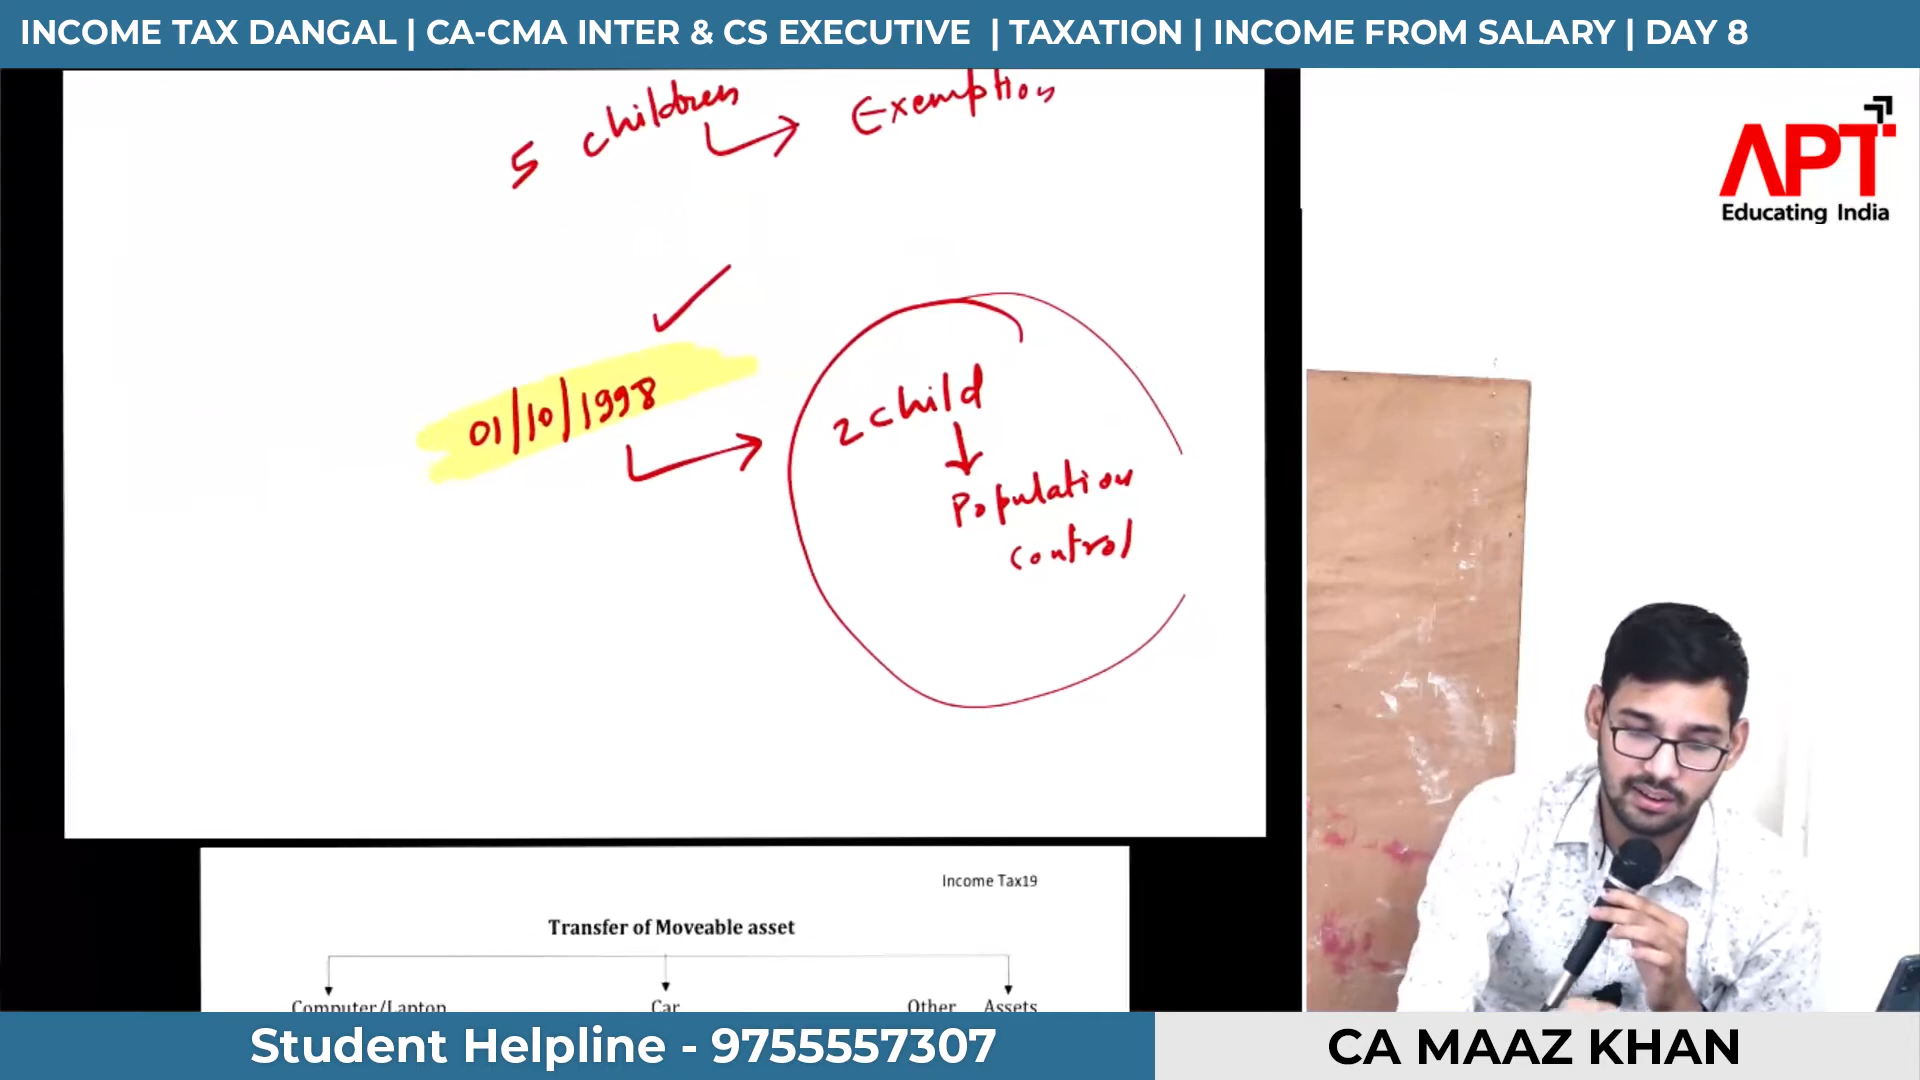 INCOME TAX DANGAL | CA-CMA INTER & CS EXECUTIVE | TAXATION | INCOME FROM SALARY | DAY 8
5 children → Exemption
APT
Educating India
01/10/1998 → 2 child
↓
Population
control
Income Tax19
Transfer of Moveable asset
Computer/Laptop Car Other Assets
Student Helpline - 9755557307
CA MAAZ KHAN